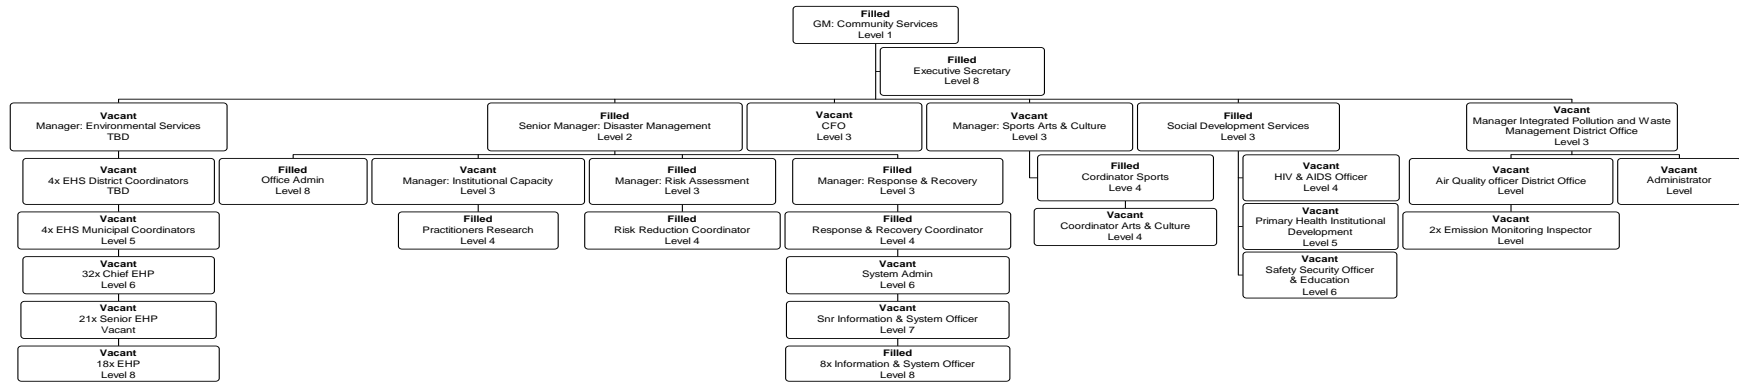 Filled
GM: Community Services
Level 1
Filled
Executive Secretary
Level 8
Vacant
Manager: Environmental Services
TBD
Filled
Senior Manager: Disaster Management
Level 2
Vacant
CFO
Level 3
Vacant
Manager: Sports Arts & Culture
Level 3
Filled
Social Development Services
Level 3
Vacant
Manager Integrated Pollution and Waste
Management District Office
Level 3
Vacant
4x EHS District Coordinators
TBD
Filled
Office Admin
Level 8
Vacant
Manager: Institutional Capacity
Level 3
Filled
Manager: Risk Assessment
Level 3
Filled
Manager: Response & Recovery
Level 3
Filled
Cordinator Sports
Leve 4
Vacant
HIV & AIDS Officer
Level 4
Vacant
Air Quality officer District Office
Level
Vacant
Administrator
Level
Vacant
4x EHS Municipal Coordinators
Level 5
Filled
Practitioners Research
Level 4
Filled
Risk Reduction Coordinator
Level 4
Filled
Response & Recovery Coordinator
Level 4
Vacant
Coordinator Arts & Culture
Level 4
Vacant
Primary Health Institutional
Development
Level 5
Vacant
2x Emission Monitoring Inspector
Level
Vacant
32x Chief EHP
Level 6
Vacant
System Admin
Level 6
Vacant
Safety Security Officer
& Education
Level 6
Vacant
21x Senior EHP
Vacant
Vacant
Snr Information & System Officer
Level 7
Vacant
18x EHP
Level 8
Filled
8x Information & System Officer
Level 8